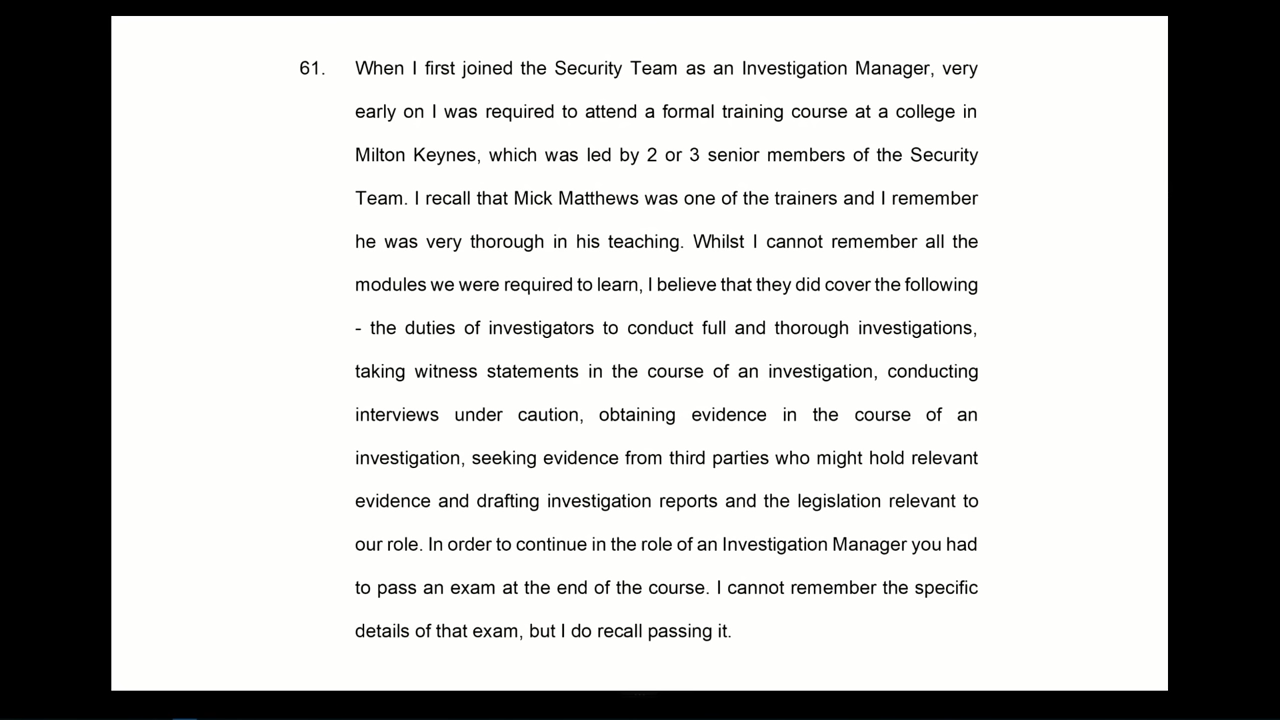 61. When I first joined the Security Team as an Investigation Manager, very
early on I was required to attend a formal training course at a college in
Milton Keynes, which was led by 2 or 3 senior members of the Security
Team. I recall that Mick Matthews was one of the trainers and I remember
he was very thorough in his teaching. Whilst I cannot remember all the
modules we were required to learn, I believe that they did cover the following
- the duties of investigators to conduct full and thorough investigations,
taking witness statements in the course of an investigation, conducting
interviews under caution, obtaining evidence in the course of an
investigation, seeking evidence from third parties who might hold relevant
evidence and drafting investigation reports and the legislation relevant to
our role. In order to continue in the role of an Investigation Manager you had
to pass an exam at the end of the course. I cannot remember the specific
details of that exam, but I do recall passing it.